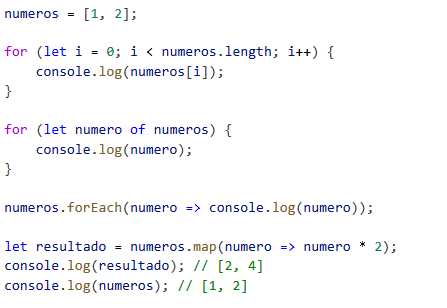 numeros = [1, 2];

for (let i = 0; i < numeros.length; i++) {
    console.log(numeros[i]);
}

for (let numero of numeros) {
    console.log(numero);
}

numeros.forEach(numero => console.log(numero));

let resultado = numeros.map(numero => numero * 2);
console.log(resultado); // [2, 4]
console.log(numeros); // [1, 2]